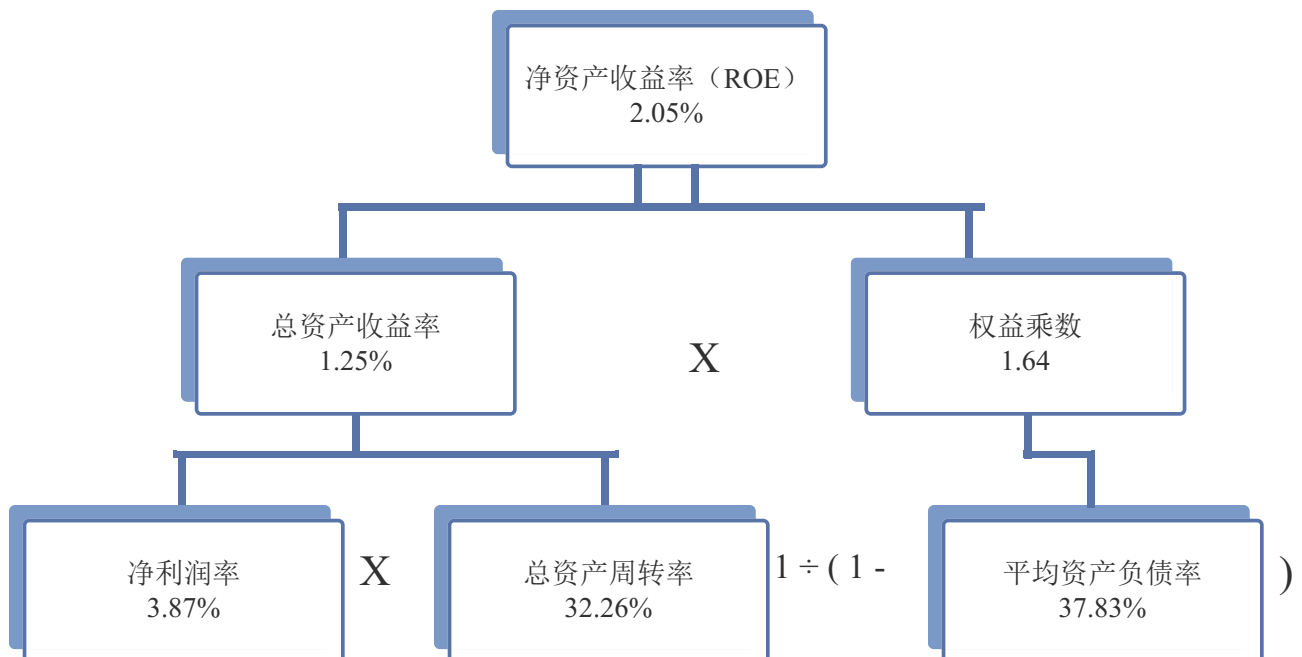 净资产收益率（ROE）
2.05%
总资产收益率
1.25%
X
权益乘数
1.64
净利润率
3.87%
X
总资产周转率
32.26%
1 ÷ ( 1 -
平均资产负债率
37.83%
)